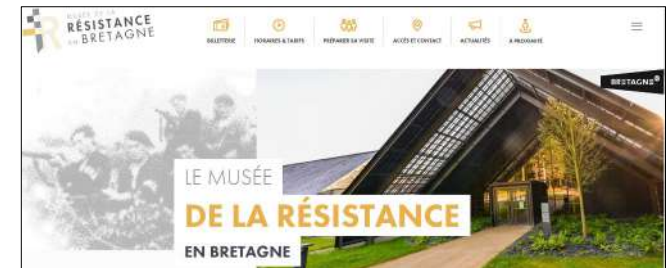 MUSÉE DE LA
RÉSISTANCE
EN BRETAGNE
BILLETTERIE
HORAIRES & TARIFS
PRÉPARER SA VISITE
ACCÈS ET CONTACT
ACTUALITÉS
A PROXIMITÉ
BRETAGNE®
LE MUSÉE
DE LA RÉSISTANCE
EN BRETAGNE